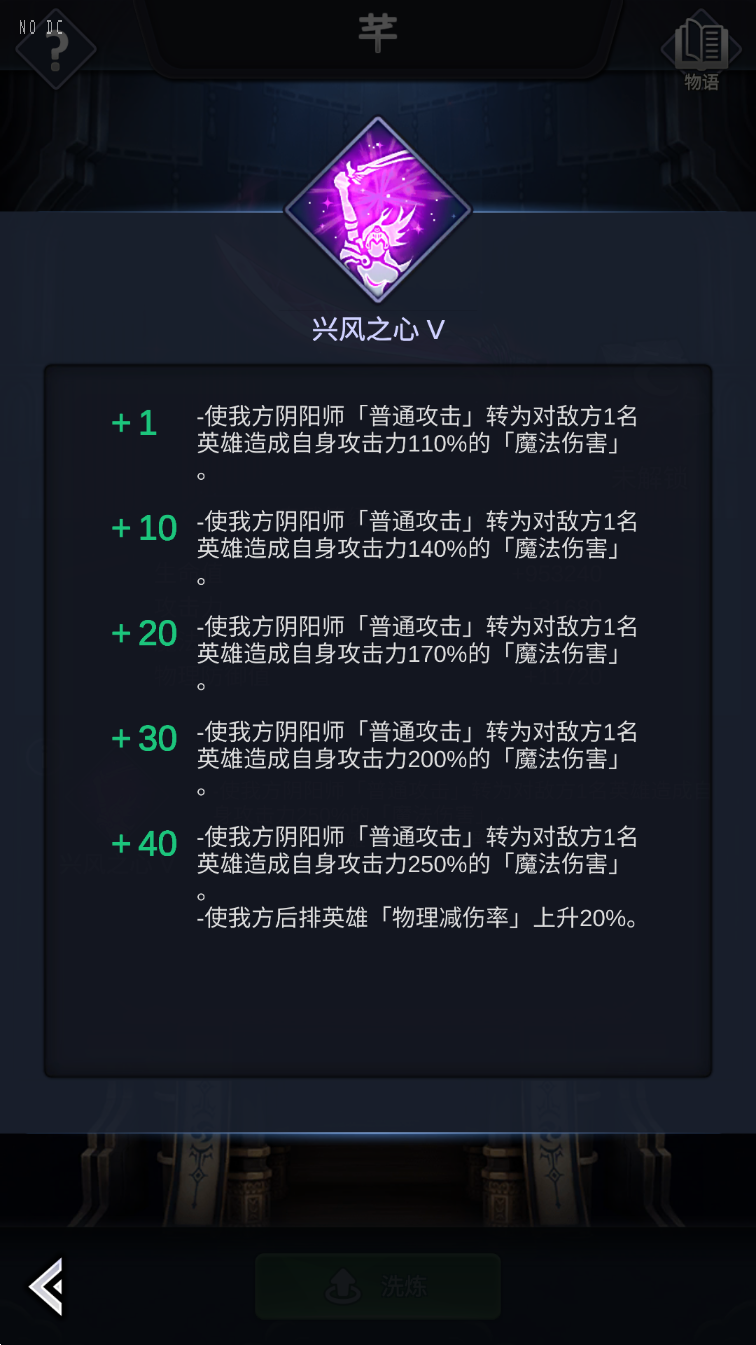 NO DC
芊
?
物语
兴风之心 V
+1
-使我方阴阳师「普通攻击」转为对敌方1名
英雄造成自身攻击力110%的「魔法伤害」
。
+10
-使我方阴阳师「普通攻击」转为对敌方1名
英雄造成自身攻击力140%的「魔法伤害」
。
+20
-使我方阴阳师「普通攻击」转为对敌方1名
英雄造成自身攻击力170%的「魔法伤害」
。
+30
-使我方阴阳师「普通攻击」转为对敌方1名
英雄造成自身攻击力200%的「魔法伤害」
。
+40
-使我方阴阳师「普通攻击」转为对敌方1名
英雄造成自身攻击力250%的「魔法伤害」
。
-使我方后排英雄「物理减伤率」上升20%。
洗炼